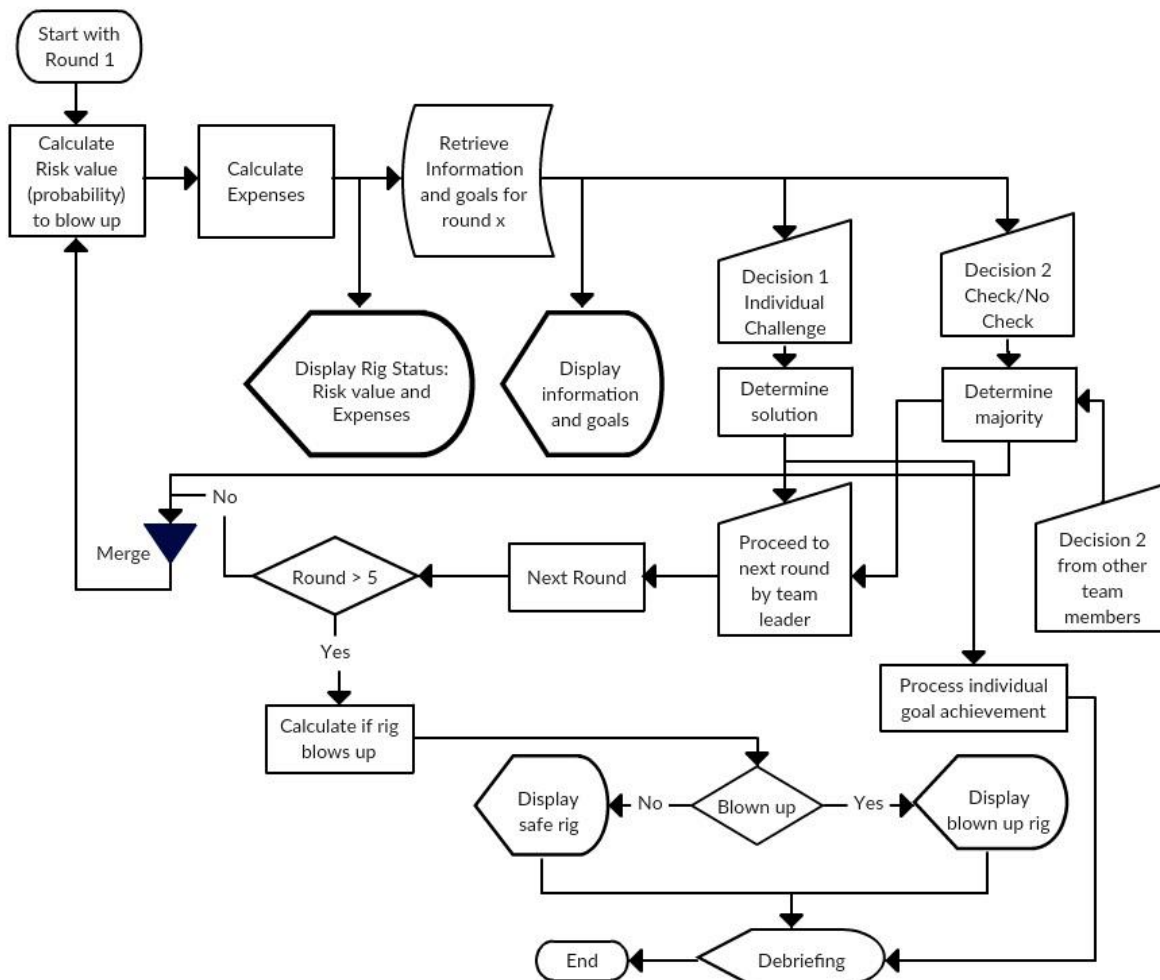 Start with
Round 1
Calculate
Risk value
(probability)
to blow up
Calculate
Expenses
Retrieve
Information
and goals for
round x
Decision 1
Individual
Challenge
Decision 2
Check/No
Check
Display Rig Status:
Risk value and
Expenses
Display
information
and goals
Determine
solution
Determine
majority
No
Merge
Round > 5
Next Round
Proceed to
next round
by team
leader
Decision 2
from other
team
members
Yes
Process individual
goal achievement
Calculate if rig
blows up
Display
safe rig
No
Blown up
Yes
Display
blown up rig
End
Debriefing